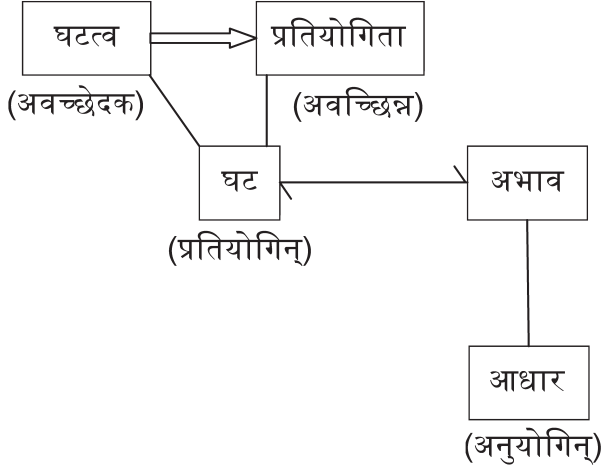 घटत्व
प्रतियोगिता
(अवच्छेदक)
(अवच्छिन्न)
घट
अभाव
(प्रतियोगिन्)
आधार
(अनुयोगिन्)